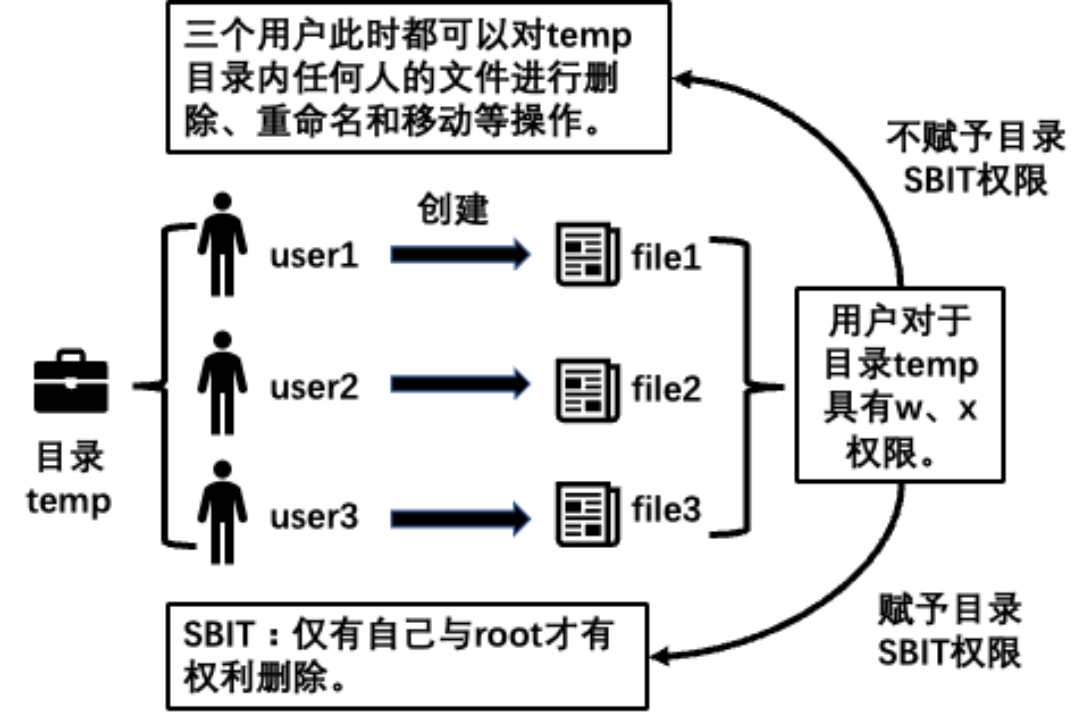 三个用户此时都可以对temp
目录内任何人的文件进行删
除、重命名和移动等操作。
不赋予目录
SBIT权限
创建
user1
file1
user2
file2
user3
file3
目录
temp
用户对于
目录temp
具有w、x
权限。
SBIT：仅有自己与root才有
权利删除。
赋予目录
SBIT权限